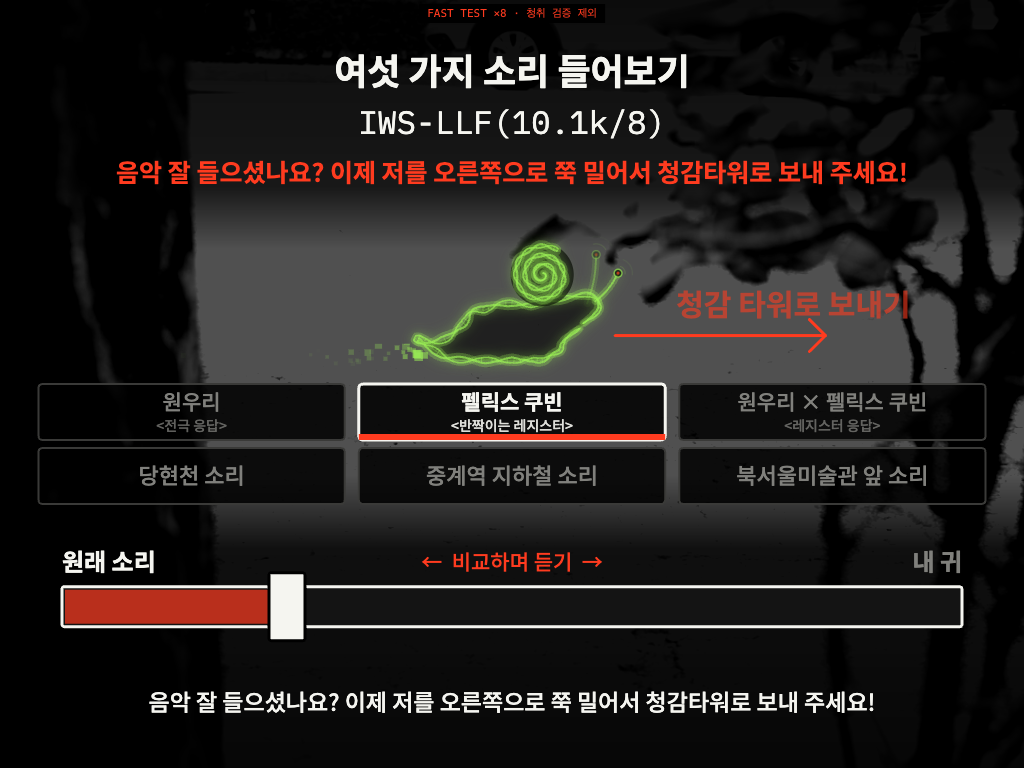 FAST TEST ×8 · 청취 검증 제외
여섯 가지 소리 들어보기
IWS-LLF(10.1k/8)
음악 잘 들으셨나요? 이제 저를 오른쪽으로 쭉 밀어서 청감타워로 보내 주세요!
청감 타워로 보내기
원우리
<전극 응답>
펠릭스 쿠빈
<반짝이는 레지스터>
원우리 × 펠릭스 쿠빈
<레지스터 응답>
당현천 소리
중계역 지하철 소리
북서울미술관 앞 소리
원래 소리
← 비교하며 듣기 →
내 귀
음악 잘 들으셨나요? 이제 저를 오른쪽으로 쭉 밀어서 청감타워로 보내 주세요!